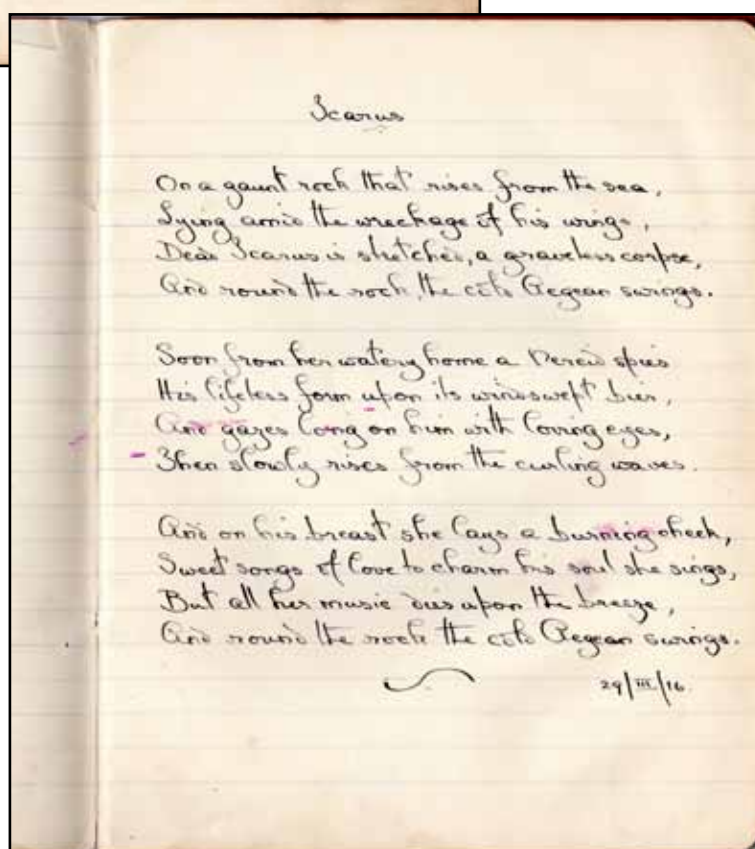 Icarus
On a gaunt rock that rises from the sea,
Lying amid the wreckage of his wings,
Dead Icarus is stretched, a graveless corpse,
And round the rock, the cold Aegean swings.
Soon from her watery home a Nereid spies
His lifeless form upon its windswept bier,
And gazes long on him with loving eyes,
Then slowly rises from the curling waves.
And on his breast she lays a burning cheek,
Sweet songs of love to charm his soul she sings,
But all her music dies upon the breeze,
And round the rock the cold Aegean swings.
29/III/16